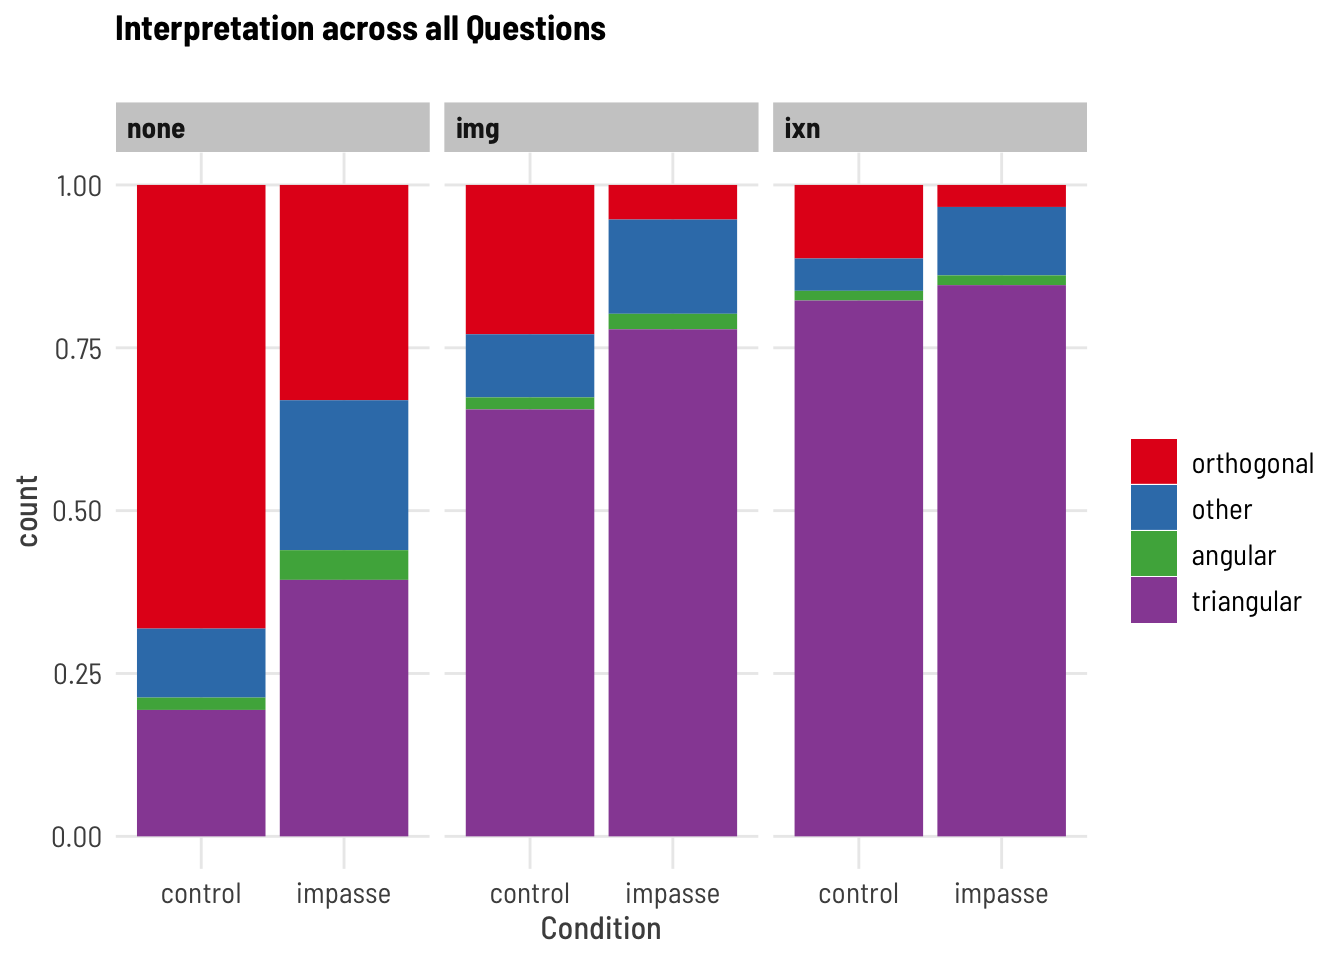 Interpretation across all Questions
none
img
ixn
1.00
0.75
0.50
0.25
0.00
count
control
impasse
control
impasse
control
impasse
Condition
orthogonal
other
angular
triangular